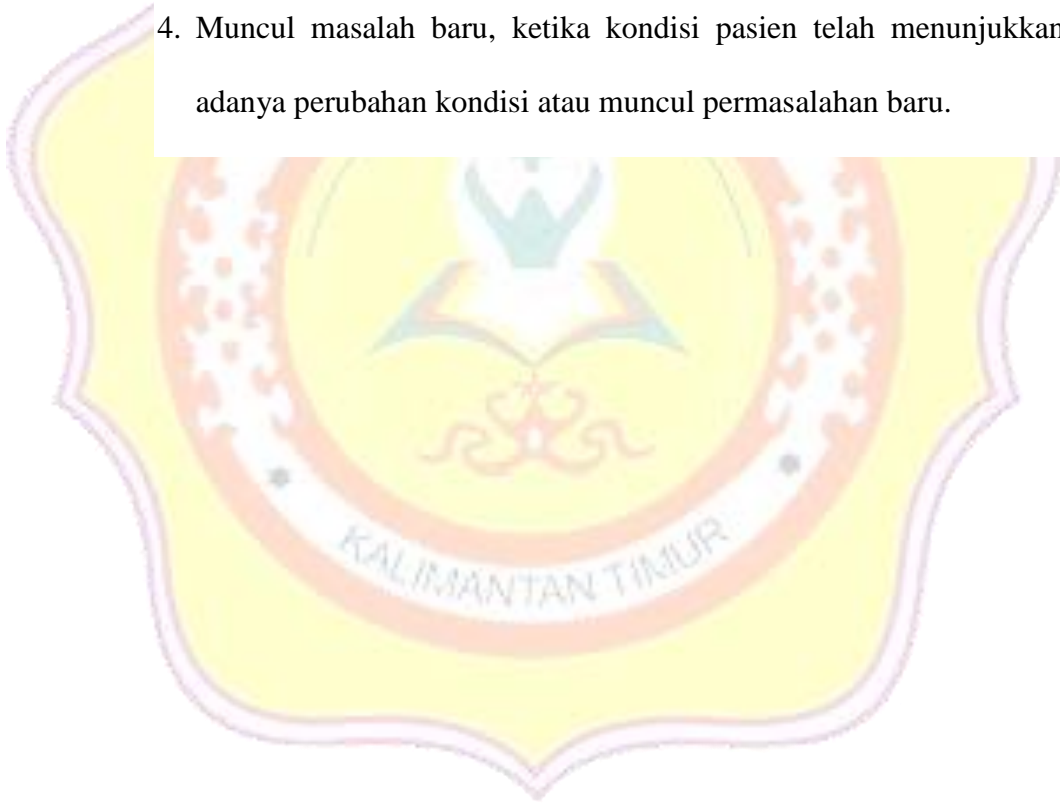 4. Muncul masalah baru, ketika kondisi pasien telah menunjukkan
adanya perubahan kondisi atau muncul permasalahan baru.
KALIMANTAN TIMUR